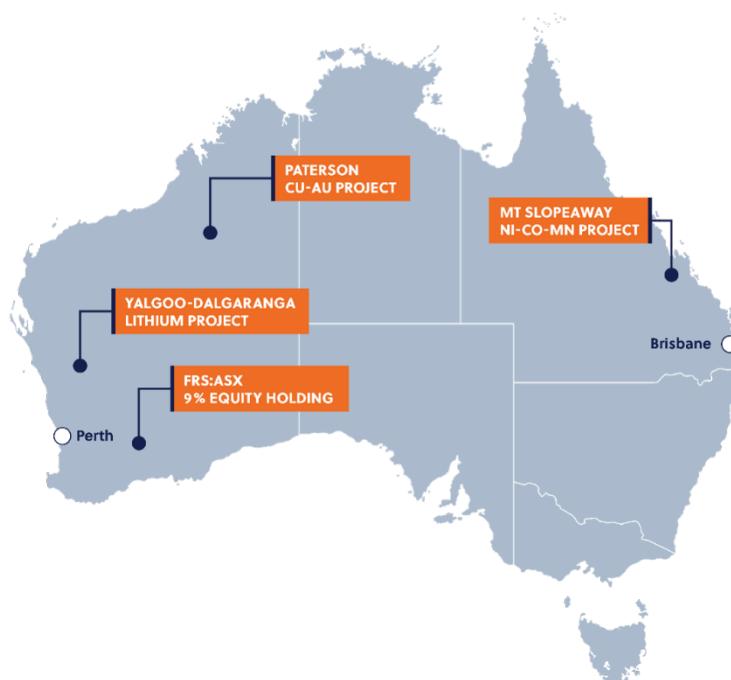 PATERSON
CU-AU PROJECT
MT SLOPEAWAY
NI-CO-MN PROJECT
YALGOO-DALGARANGA
LITHIUM PROJECT
Brisbane
FRS:ASX
9% EQUITY HOLDING
Perth